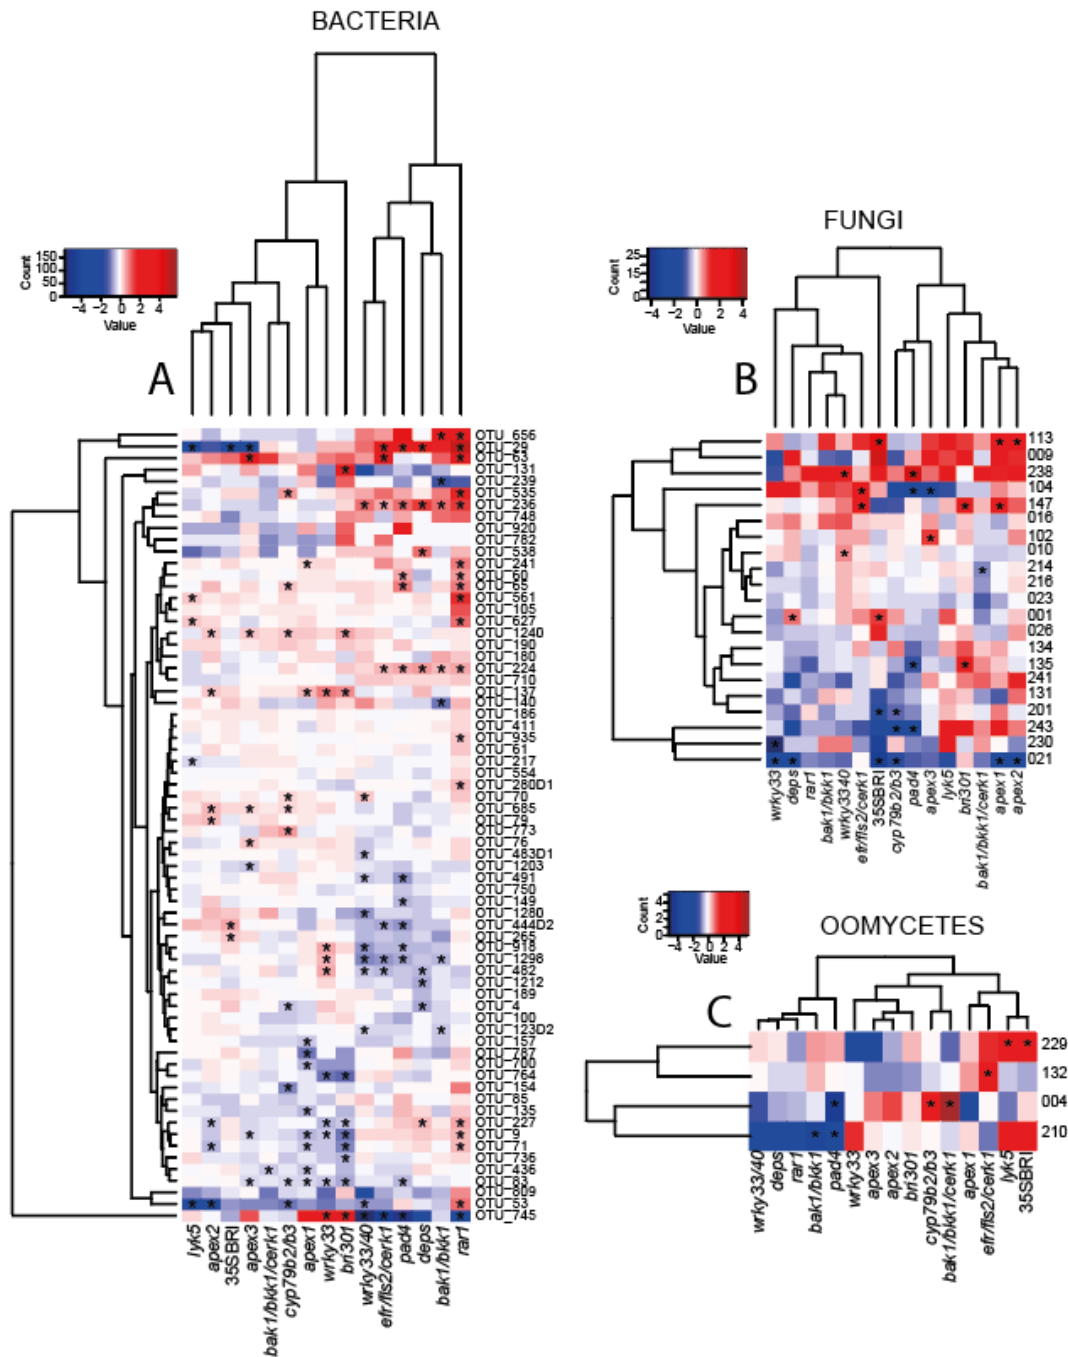 BACTERIA
150
100
50
0
Count
-4 -2 0 2 4
Value
A
OTU_656
OTU_29
OTU_63
OTU_131
OTU_239
OTU_535
OTU_236
OTU_748
OTU_920
OTU_782
OTU_538
OTU_241
OTU_60
OTU_65
OTU_561
OTU_105
OTU_627
OTU_1240
OTU_190
OTU_180
OTU_224
OTU_710
OTU_137
OTU_140
OTU_186
OTU_411
OTU_935
OTU_61
OTU_217
OTU_554
OTU_280D1
OTU_70
OTU_685
OTU_79
OTU_773
OTU_76
OTU_483D1
OTU_1203
OTU_491
OTU_750
OTU_149
OTU_1280
OTU_444D2
OTU_265
OTU_918
OTU_1298
OTU_482
OTU_1212
OTU_189
OTU_4
OTU_100
OTU_123D2
OTU_157
OTU_787
OTU_700
OTU_764
OTU_154
OTU_85
OTU_135
OTU_227
OTU_9
OTU_71
OTU_736
OTU_436
OTU_83
OTU_809
OTU_53
OTU_745
lyk5
apex2
35SBRI
apex3
bak1/bkk1/cerk1
cyp79b2/b3
apex1
wrky33
bri301
wrky33/40
efr/fls2/cerk1
pad4
deps
bak1/bkk1
rar1
FUNGI
25
15
0
Count
-4 -2 0 2 4
Value
B
113
009
238
104
147
016
102
010
214
216
023
001
026
134
135
241
131
201
243
230
021
wrky33
deps
rar1
bak1/bkk1
wrky3340
efr/fls2/cerk1
35SBRI
cyp79b2/b3
pad4
apex3
lyk5
bri301
bak1/bkk1/cerk1
apex1
apex2
OOMYCETES
4
2
0
Count
-4 -2 0 2 4
Value
C
229
132
004
210
wrky33/40
deps
rar1
bak1/bkk1
pad4
wrky33
apex3
apex2
bri301
cyp79b2/b3
bak1/bkk1/cerk1
apex1
efr/fls2/cerk1
lyk5
35SBRI